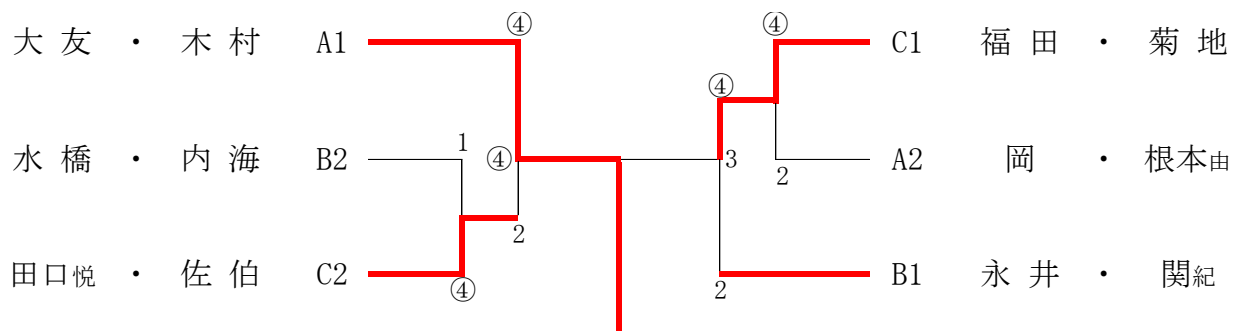 ④ ④
大友 ・ 木村 A1 C1 福田 ・ 菊地
④
1
水橋 ・ 内海 B2 ④ 3 A2 岡 ・ 根本由
2
2
田口悦 ・ 佐伯 C2 B1 永井 ・ 関紀
④ 2